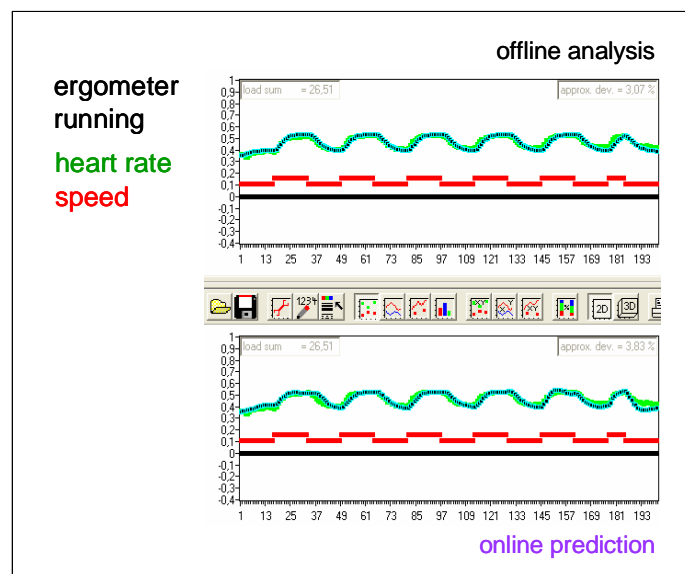 offline analysis
ergometer
running
heart rate
speed
load sum = 26,51
approx. dev. = 3,07 %
1
0,9
0,8
0,7
0,6
0,5
0,4
0,3
0,2
0,1
0
-0,1
-0,2
-0,3
-0,4
1 13 25 37 49 61 73 85 97 109 121 133 145 157 169 181 193
1234
XY
XY
2D
3D
load sum = 26,51
approx. dev. = 3,83 %
1
0,9
0,8
0,7
0,6
0,5
0,4
0,3
0,2
0,1
0
-0,1
-0,2
-0,3
-0,4
1 13 25 37 49 61 73 85 97 109 121 133 145 157 169 181 193
online prediction